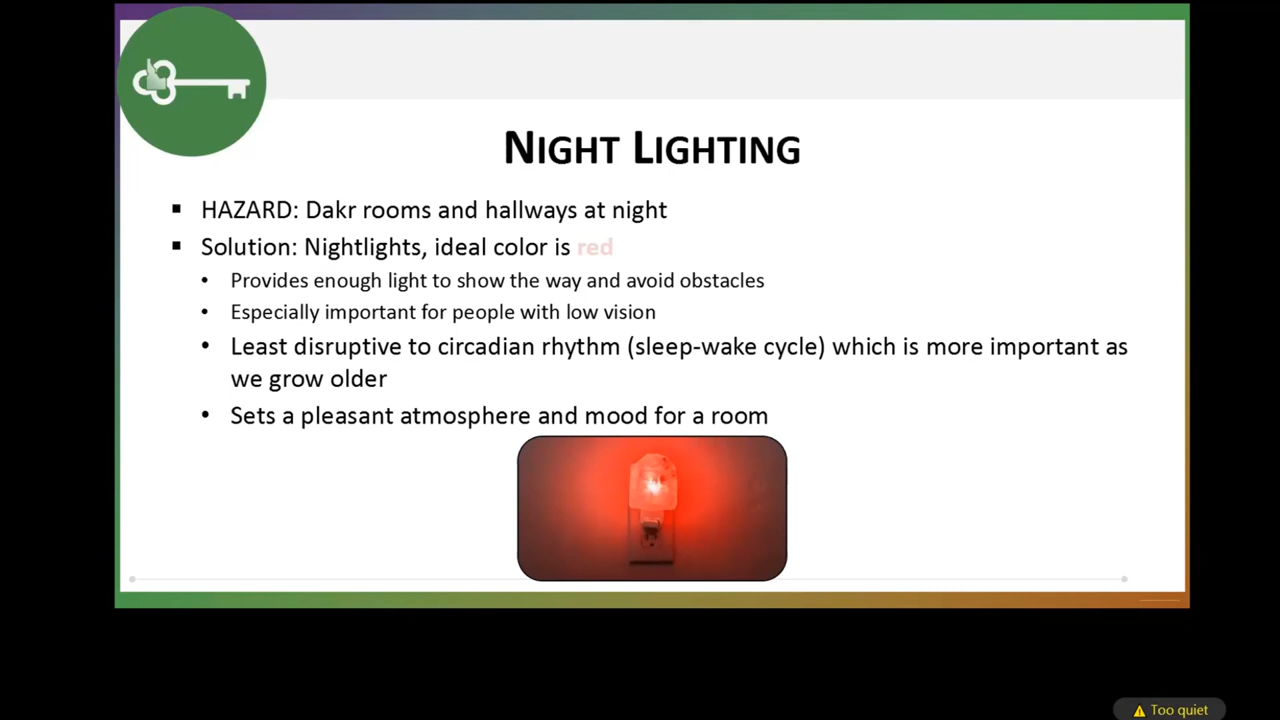 NIGHT LIGHTING
HAZARD: Dakr rooms and hallways at night
Solution: Nightlights, ideal color is red
Provides enough light to show the way and avoid obstacles
Especially important for people with low vision
Least disruptive to circadian rhythm (sleep-wake cycle) which is more important as
we grow older
Sets a pleasant atmosphere and mood for a room
Too quiet